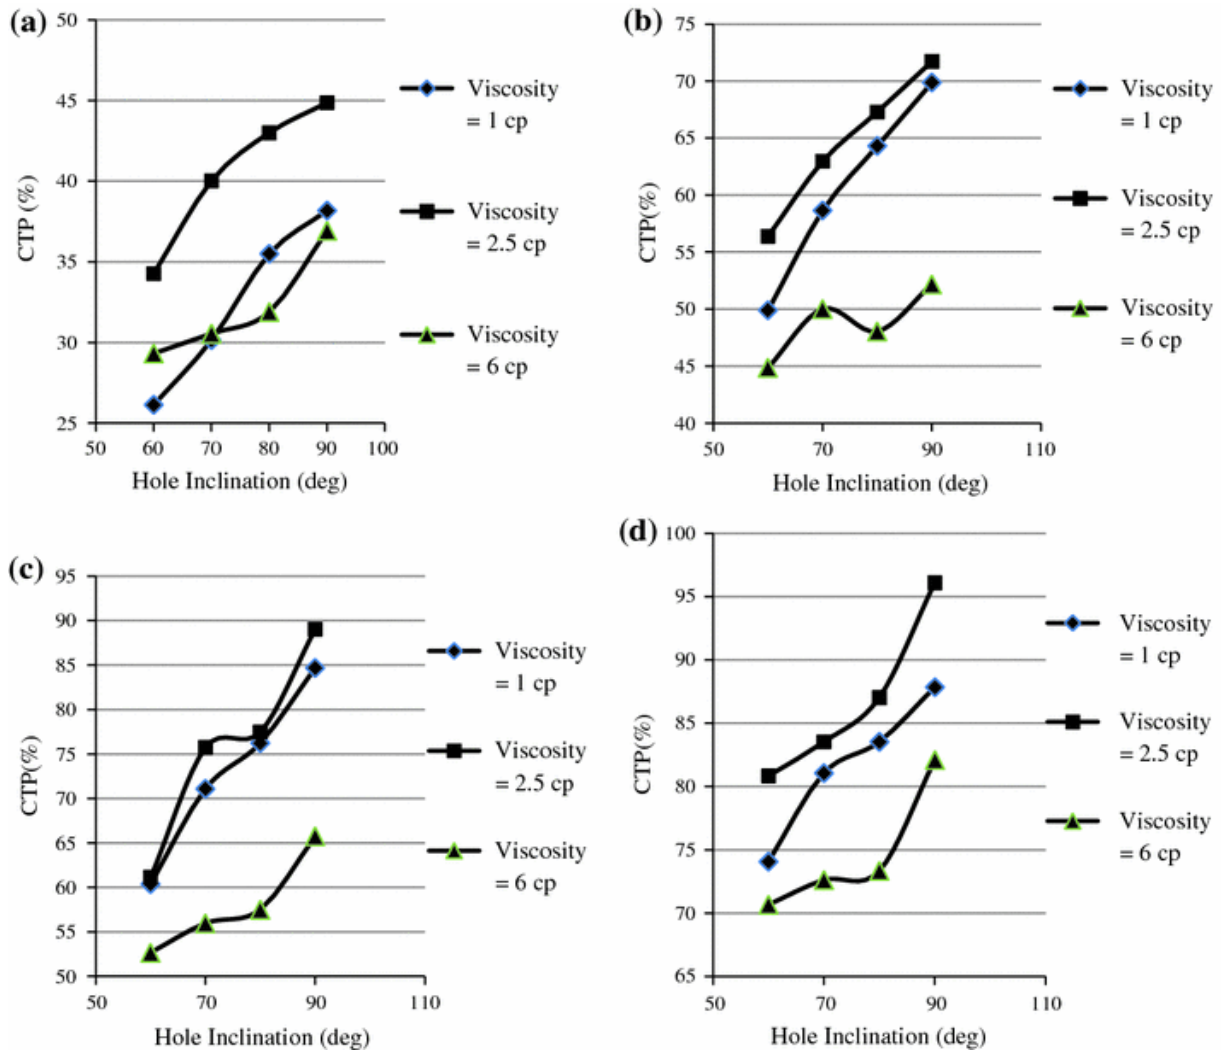 (a)
50
45
40
35
30
25
CTP (%)
50 60 70 80 90 100
Hole Inclination (deg)
Viscosity
= 1 cp
Viscosity
= 2.5 cp
Viscosity
= 6 cp
(b)
75
70
65
60
55
50
45
40
CTP(%)
50 70 90 110
Hole Inclination (deg)
Viscosity
= 1 cp
Viscosity
= 2.5 cp
Viscosity
= 6 cp
(c)
95
90
85
80
75
70
65
60
55
50
CTP(%)
50 70 90 110
Hole Inclination (deg)
Viscosity
= 1 cp
Viscosity
= 2.5 cp
Viscosity
= 6 cp
(d)
100
95
90
85
80
75
70
65
CTP(%)
50 70 90 110
Hole Inclination (deg)
Viscosity
= 1 cp
Viscosity
= 2.5 cp
Viscosity
= 6 cp